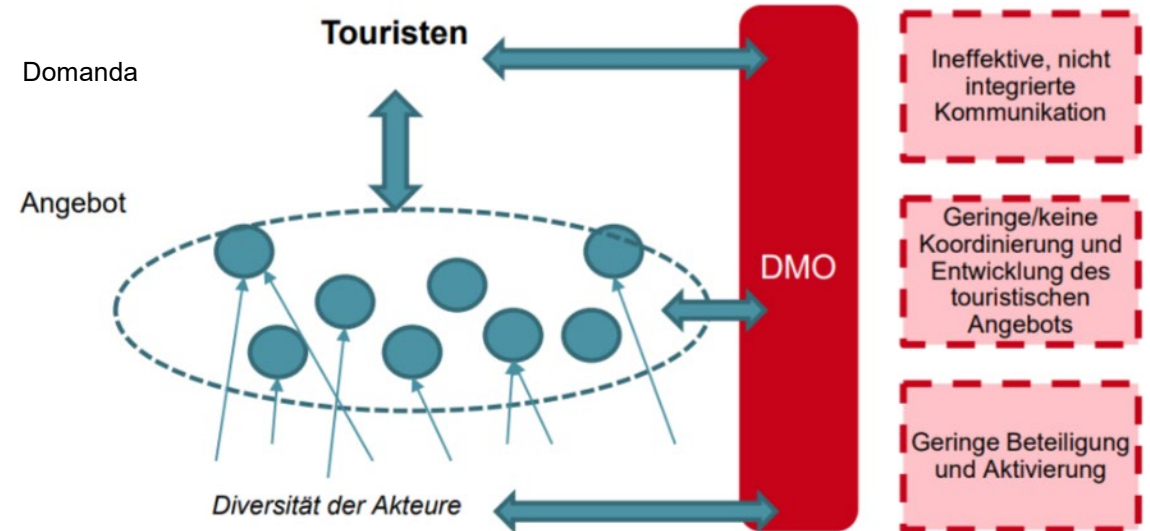 Touristen
Domanda
Angebot
DMO
Diversität der Akteure
Ineffektive, nicht
integrierte
Kommunikation
Geringe/keine
Koordinierung und
Entwicklung des
touristischen
Angebots
Geringe Beteiligung
und Aktivierung